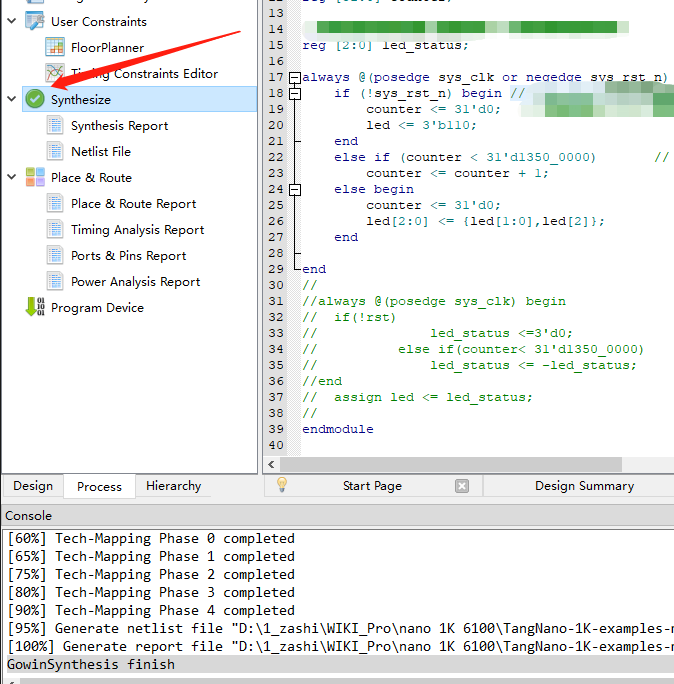 User Constraints
FloorPlanner
Timing Constraints Editor
Synthesize
Synthesis Report
Netlist File
Place & Route
Place & Route Report
Timing Analysis Report
Ports & Pins Report
Power Analysis Report
Program Device
13
14
15 reg [2:0] led_status;
16
17 always @(posedge sys_clk or negedge sys_rst_n)
18 if (!sys_rst_n) begin //
19 counter <= 31'd0;
20 led <= 3'b110;
21 end
22 else if (counter < 31'd1350_0000) //
23 counter <= counter + 1;
24 else begin
25 counter <= 31'd0;
26 led[2:0] <= {led[1:0],led[2]};
27 end
28
29 end
30 //
31 //always @(posedge sys_clk) begin
32 // if(!rst)
33 // led_status <=3'd0;
34 // else if(counter< 31'd1350_0000)
35 // led_status <= ~led_status;
36 //end
37 // assign led <= led_status;
38 //
39 endmodule
40
Design Process Hierarchy
Start Page Design Summary
Console
[60%] Tech-Mapping Phase 0 completed
[65%] Tech-Mapping Phase 1 completed
[75%] Tech-Mapping Phase 2 completed
[80%] Tech-Mapping Phase 3 completed
[90%] Tech-Mapping Phase 4 completed
[95%] Generate netlist file "D:\1_zashi\WIKI_Pro\nano 1K 6100\TangNano-1K-examples-
[100%] Generate report file "D:\1_zashi\WIKI_Pro\nano 1K 6100\TangNano-1K-examples-
GowinSynthesis finish